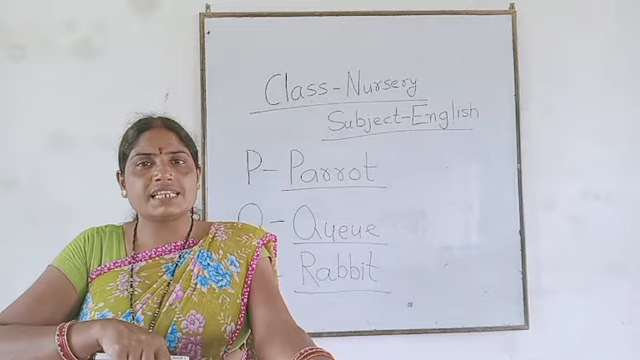 Class-Nursery
Subject-English
P-Parrot
Q-Queue
Rabbit